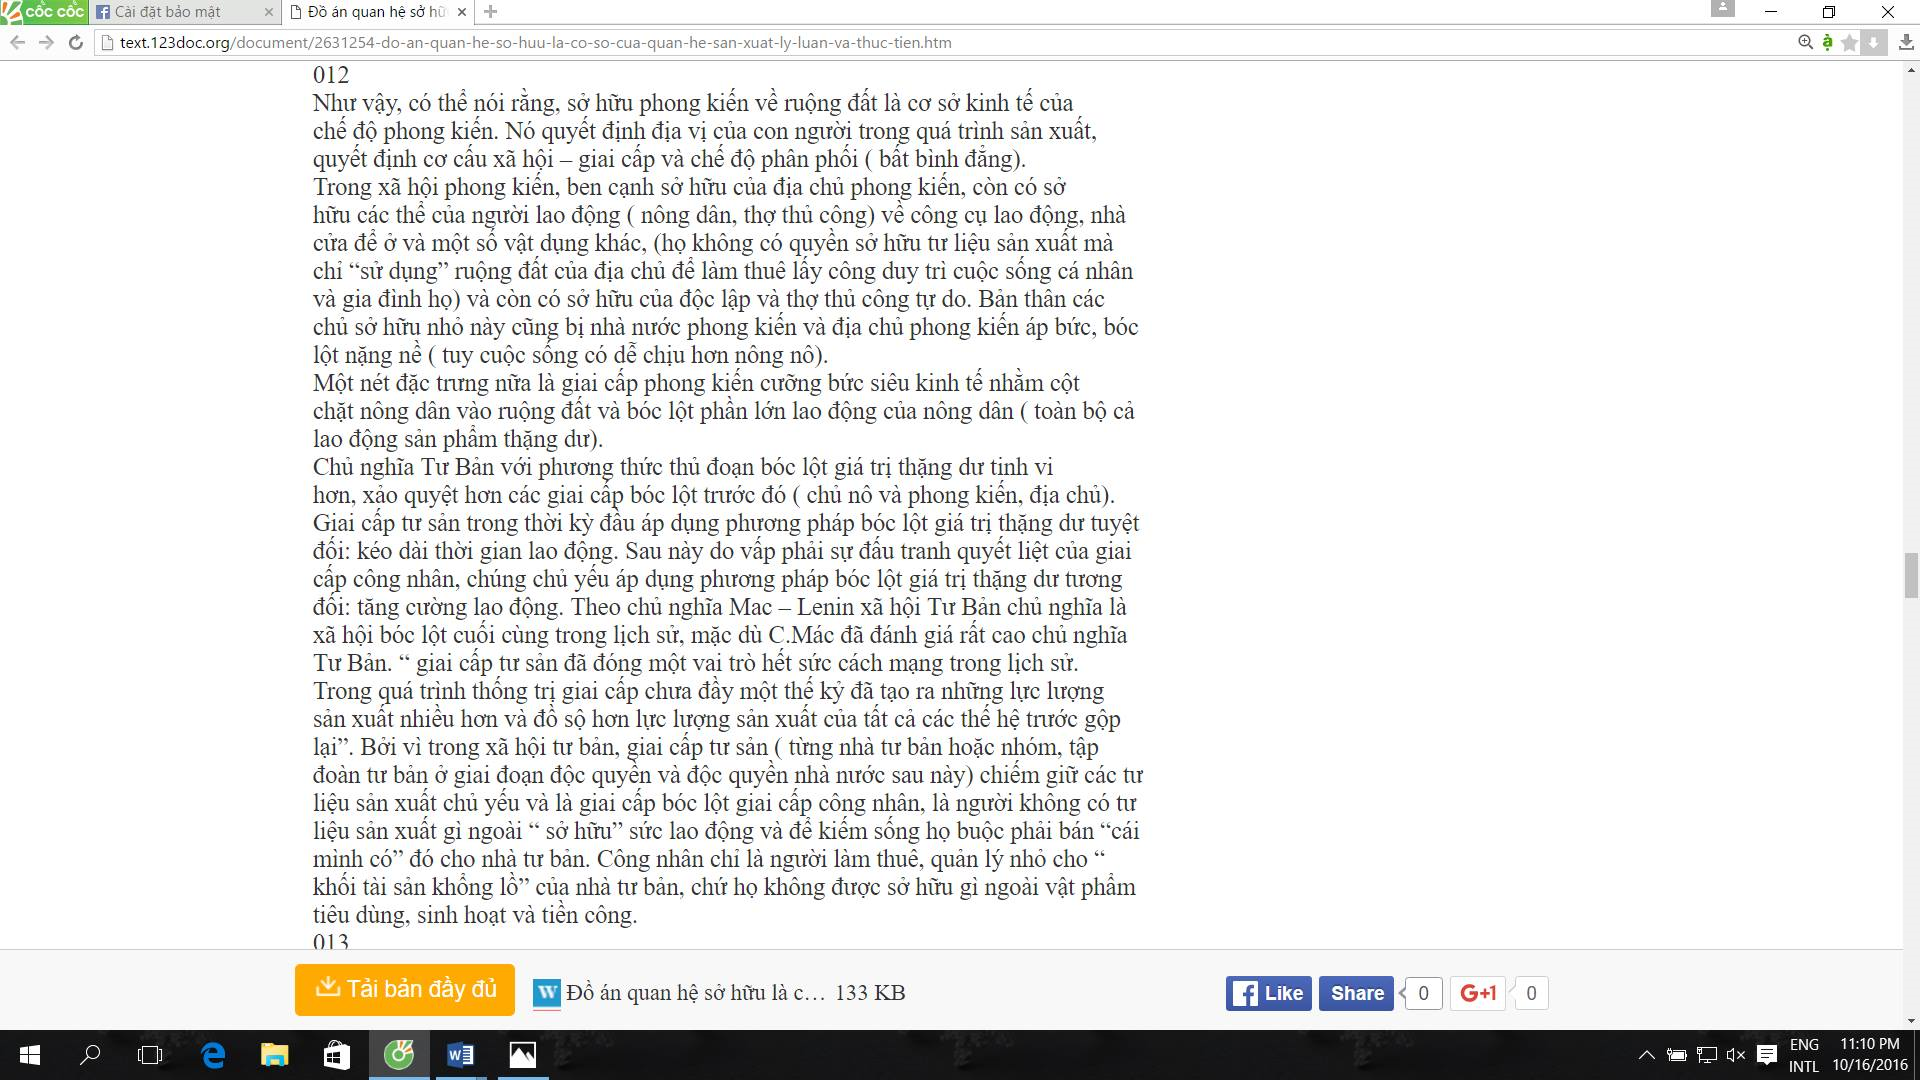 cốc cốc
Cài đặt bảo mật
Đồ án quan hệ sở hữu
text.123doc.org/document/2631254-do-an-quan-he-so-huu-la-co-so-cua-quan-he-san-xuat-ly-luan-va-thuc-tien.htm
012
Như vậy, có thể nói rằng, sở hữu phong kiến về ruộng đất là cơ sở kinh tế của
chế độ phong kiến. Nó quyết định địa vị của con người trong quá trình sản xuất,
quyết định cơ cấu xã hội – giai cấp và chế độ phân phối ( bất bình đẳng).
Trong xã hội phong kiến, ben cạnh sở hữu của địa chủ phong kiến, còn có sở
hữu các thể của người lao động ( nông dân, thợ thủ công) về công cụ lao động, nhà
cửa để ở và một số vật dụng khác, (họ không có quyền sở hữu tư liệu sản xuất mà
chỉ “sử dụng” ruộng đất của địa chủ để làm thuê lấy công duy trì cuộc sống cá nhân
và gia đình họ) và còn có sở hữu của độc lập và thợ thủ công tự do. Bản thân các
chủ sở hữu nhỏ này cũng bị nhà nước phong kiến và địa chủ phong kiến áp bức, bóc
lột nặng nề ( tuy cuộc sống có dễ chịu hơn nông nô).
Một nét đặc trưng nữa là giai cấp phong kiến cưỡng bức siêu kinh tế nhằm cột
chặt nông dân vào ruộng đất và bóc lột phần lớn lao động của nông dân ( toàn bộ cả
lao động sản phẩm thặng dư).
Chủ nghĩa Tư Bản với phương thức thủ đoạn bóc lột giá trị thặng dư tinh vi
hơn, xảo quyệt hơn các giai cấp bóc lột trước đó ( chủ nô và phong kiến, địa chủ).
Giai cấp tư sản trong thời kỳ đầu áp dụng phương pháp bóc lột giá trị thặng dư tuyệt
đối: kéo dài thời gian lao động. Sau này do vấp phải sự đấu tranh quyết liệt của giai
cấp công nhân, chúng chủ yếu áp dụng phương pháp bóc lột giá trị thặng dư tương
đối: tăng cường lao động. Theo chủ nghĩa Mac – Lenin xã hội Tư Bản chủ nghĩa là
xã hội bóc lột cuối cùng trong lịch sử, mặc dù C.Mác đã đánh giá rất cao chủ nghĩa
Tư Bản. “ giai cấp tư sản đã đóng một vai trò hết sức cách mạng trong lịch sử.
Trong quá trình thống trị giai cấp chưa đầy một thế kỷ đã tạo ra những lực lượng
sản xuất nhiều hơn và đồ sộ hơn lực lượng sản xuất của tất cả các thế hệ trước gộp
lại”. Bởi vì trong xã hội tư bản, giai cấp tư sản ( từng nhà tư bản hoặc nhóm, tập
đoàn tư bản ở giai đoạn độc quyền và độc quyền nhà nước sau này) chiếm giữ các tư
liệu sản xuất chủ yếu và là giai cấp bóc lột giai cấp công nhân, là người không có tư
liệu sản xuất gì ngoài “ sở hữu” sức lao động và để kiếm sống họ buộc phải bán “cái
mình có” đó cho nhà tư bản. Công nhân chỉ là người làm thuê, quản lý nhỏ cho “
khối tài sản khổng lồ” của nhà tư bản, chứ họ không được sở hữu gì ngoài vật phẩm
tiêu dùng, sinh hoạt và tiền công.
013
Tải bản đầy đủ
Đồ án quan hệ sở hữu là c… 133 KB
Like Share 0 G+1 0
ENG 11:10 PM
INTL 10/16/2016